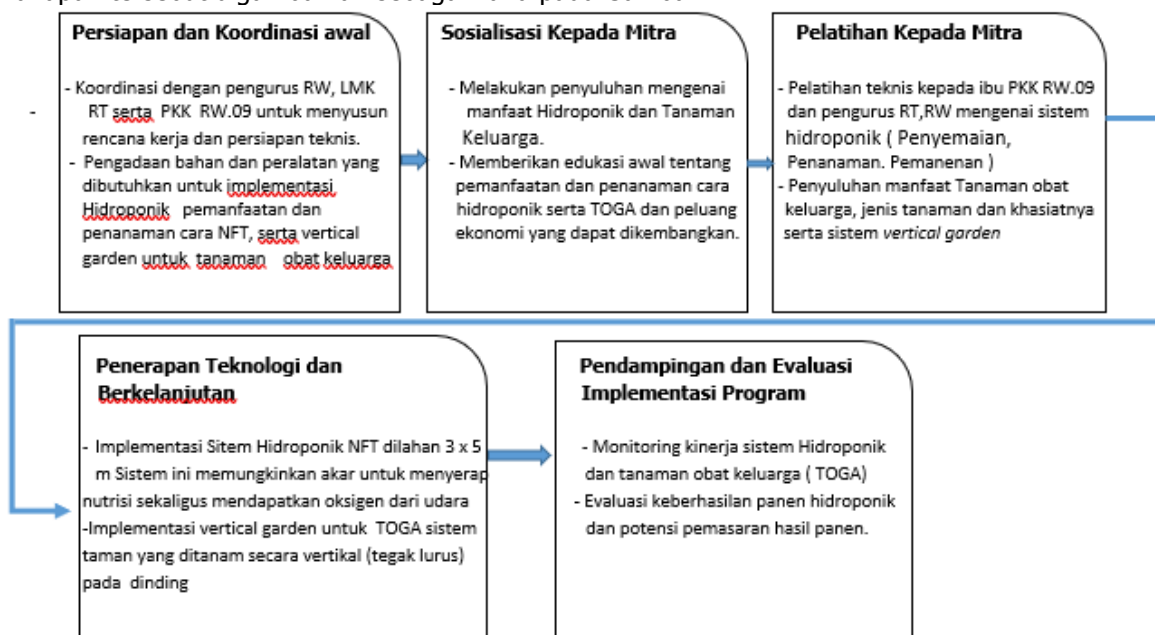 Persiapan dan Koordinasi awal
- Koordinasi dengan pengurus RW, LMK
- RT serta PKK RW.09 untuk menyusun
rencana kerja dan persiapan teknis.
- Pengadaan bahan dan peralatan yang
dibutuhkan untuk implementasi
Hidroponik pemanfaatan dan
penanaman cara NFT, serta vertical
garden untuk tanaman obat keluarga
Sosialisasi Kepada Mitra
- Melakukan penyuluhan mengenai
manfaat Hidroponik dan Tanaman
Keluarga.
- Memberikan edukasi awal tentang
pemanfaatan dan penanaman cara
hidroponik serta TOGA dan peluang
ekonomi yang dapat dikembangkan.
Pelatihan Kepada Mitra
- Pelatihan teknis kepada ibu PKK RW.09
dan pengurus RT,RW mengenai sistem
hidroponik ( Penyemaian,
Penanaman. Pemanenan )
- Penyuluhan manfaat Tanaman obat
keluarga, jenis tanaman dan khasiatnya
serta sistem vertical garden
Penerapan Teknologi dan
Berkelanjutan
- Implementasi Sitem Hidroponik NFT dilahan 3 x 5
m Sistem ini memungkinkan akar untuk menyerap
nutrisi sekaligus mendapatkan oksigen dari udara
-Implementasi vertical garden untuk TOGA sistem
taman yang ditanam secara vertikal (tegak lurus)
pada dinding
Pendampingan dan Evaluasi
Implementasi Program
- Monitoring kinerja sistem Hidroponik
dan tanaman obat keluarga ( TOGA)
- Evaluasi keberhasilan panen hidroponik
dan potensi pemasaran hasil panen.